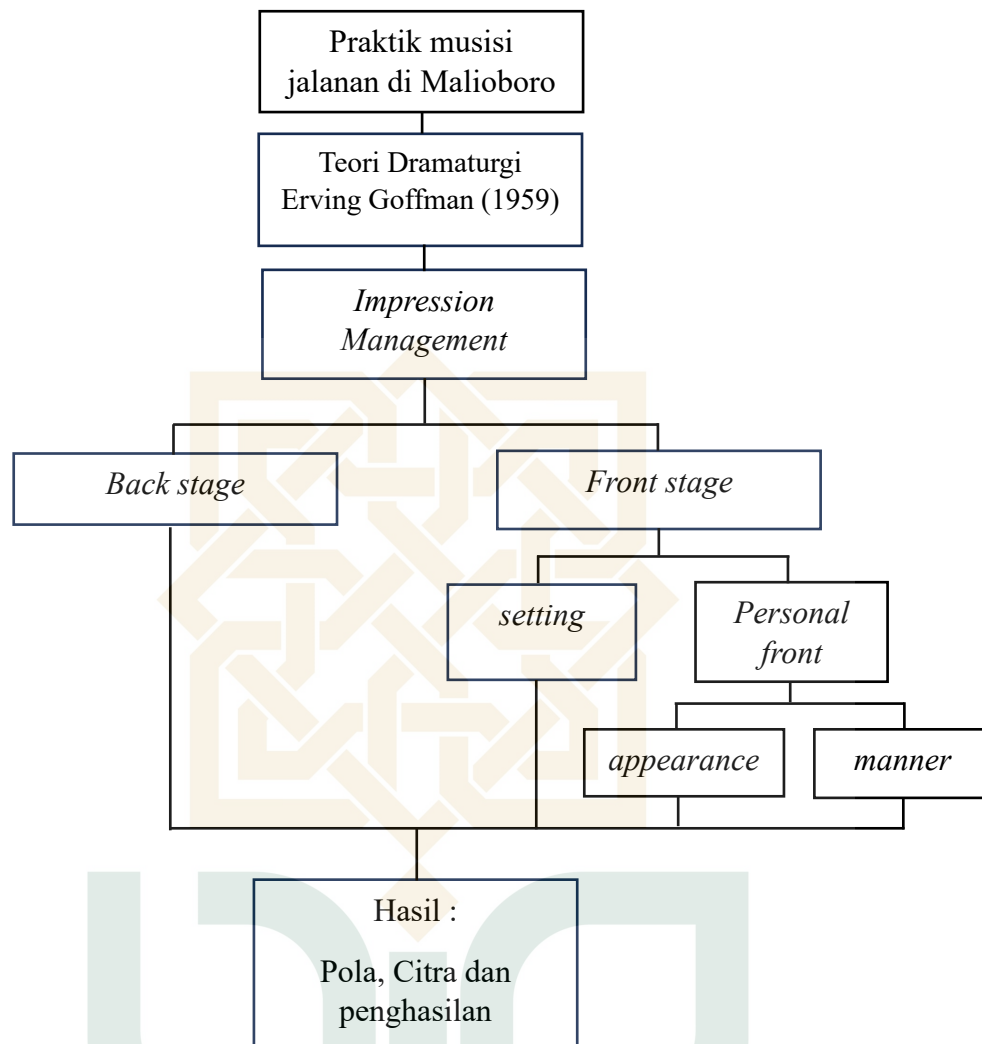 Praktik musisi
jalanan di Malioboro
Teori Dramaturgi
Erving Goffman (1959)
Impression
Management
Back stage
Front stage
setting
Personal
front
appearance
manner
Hasil :
Pola, Citra dan
penghasilan